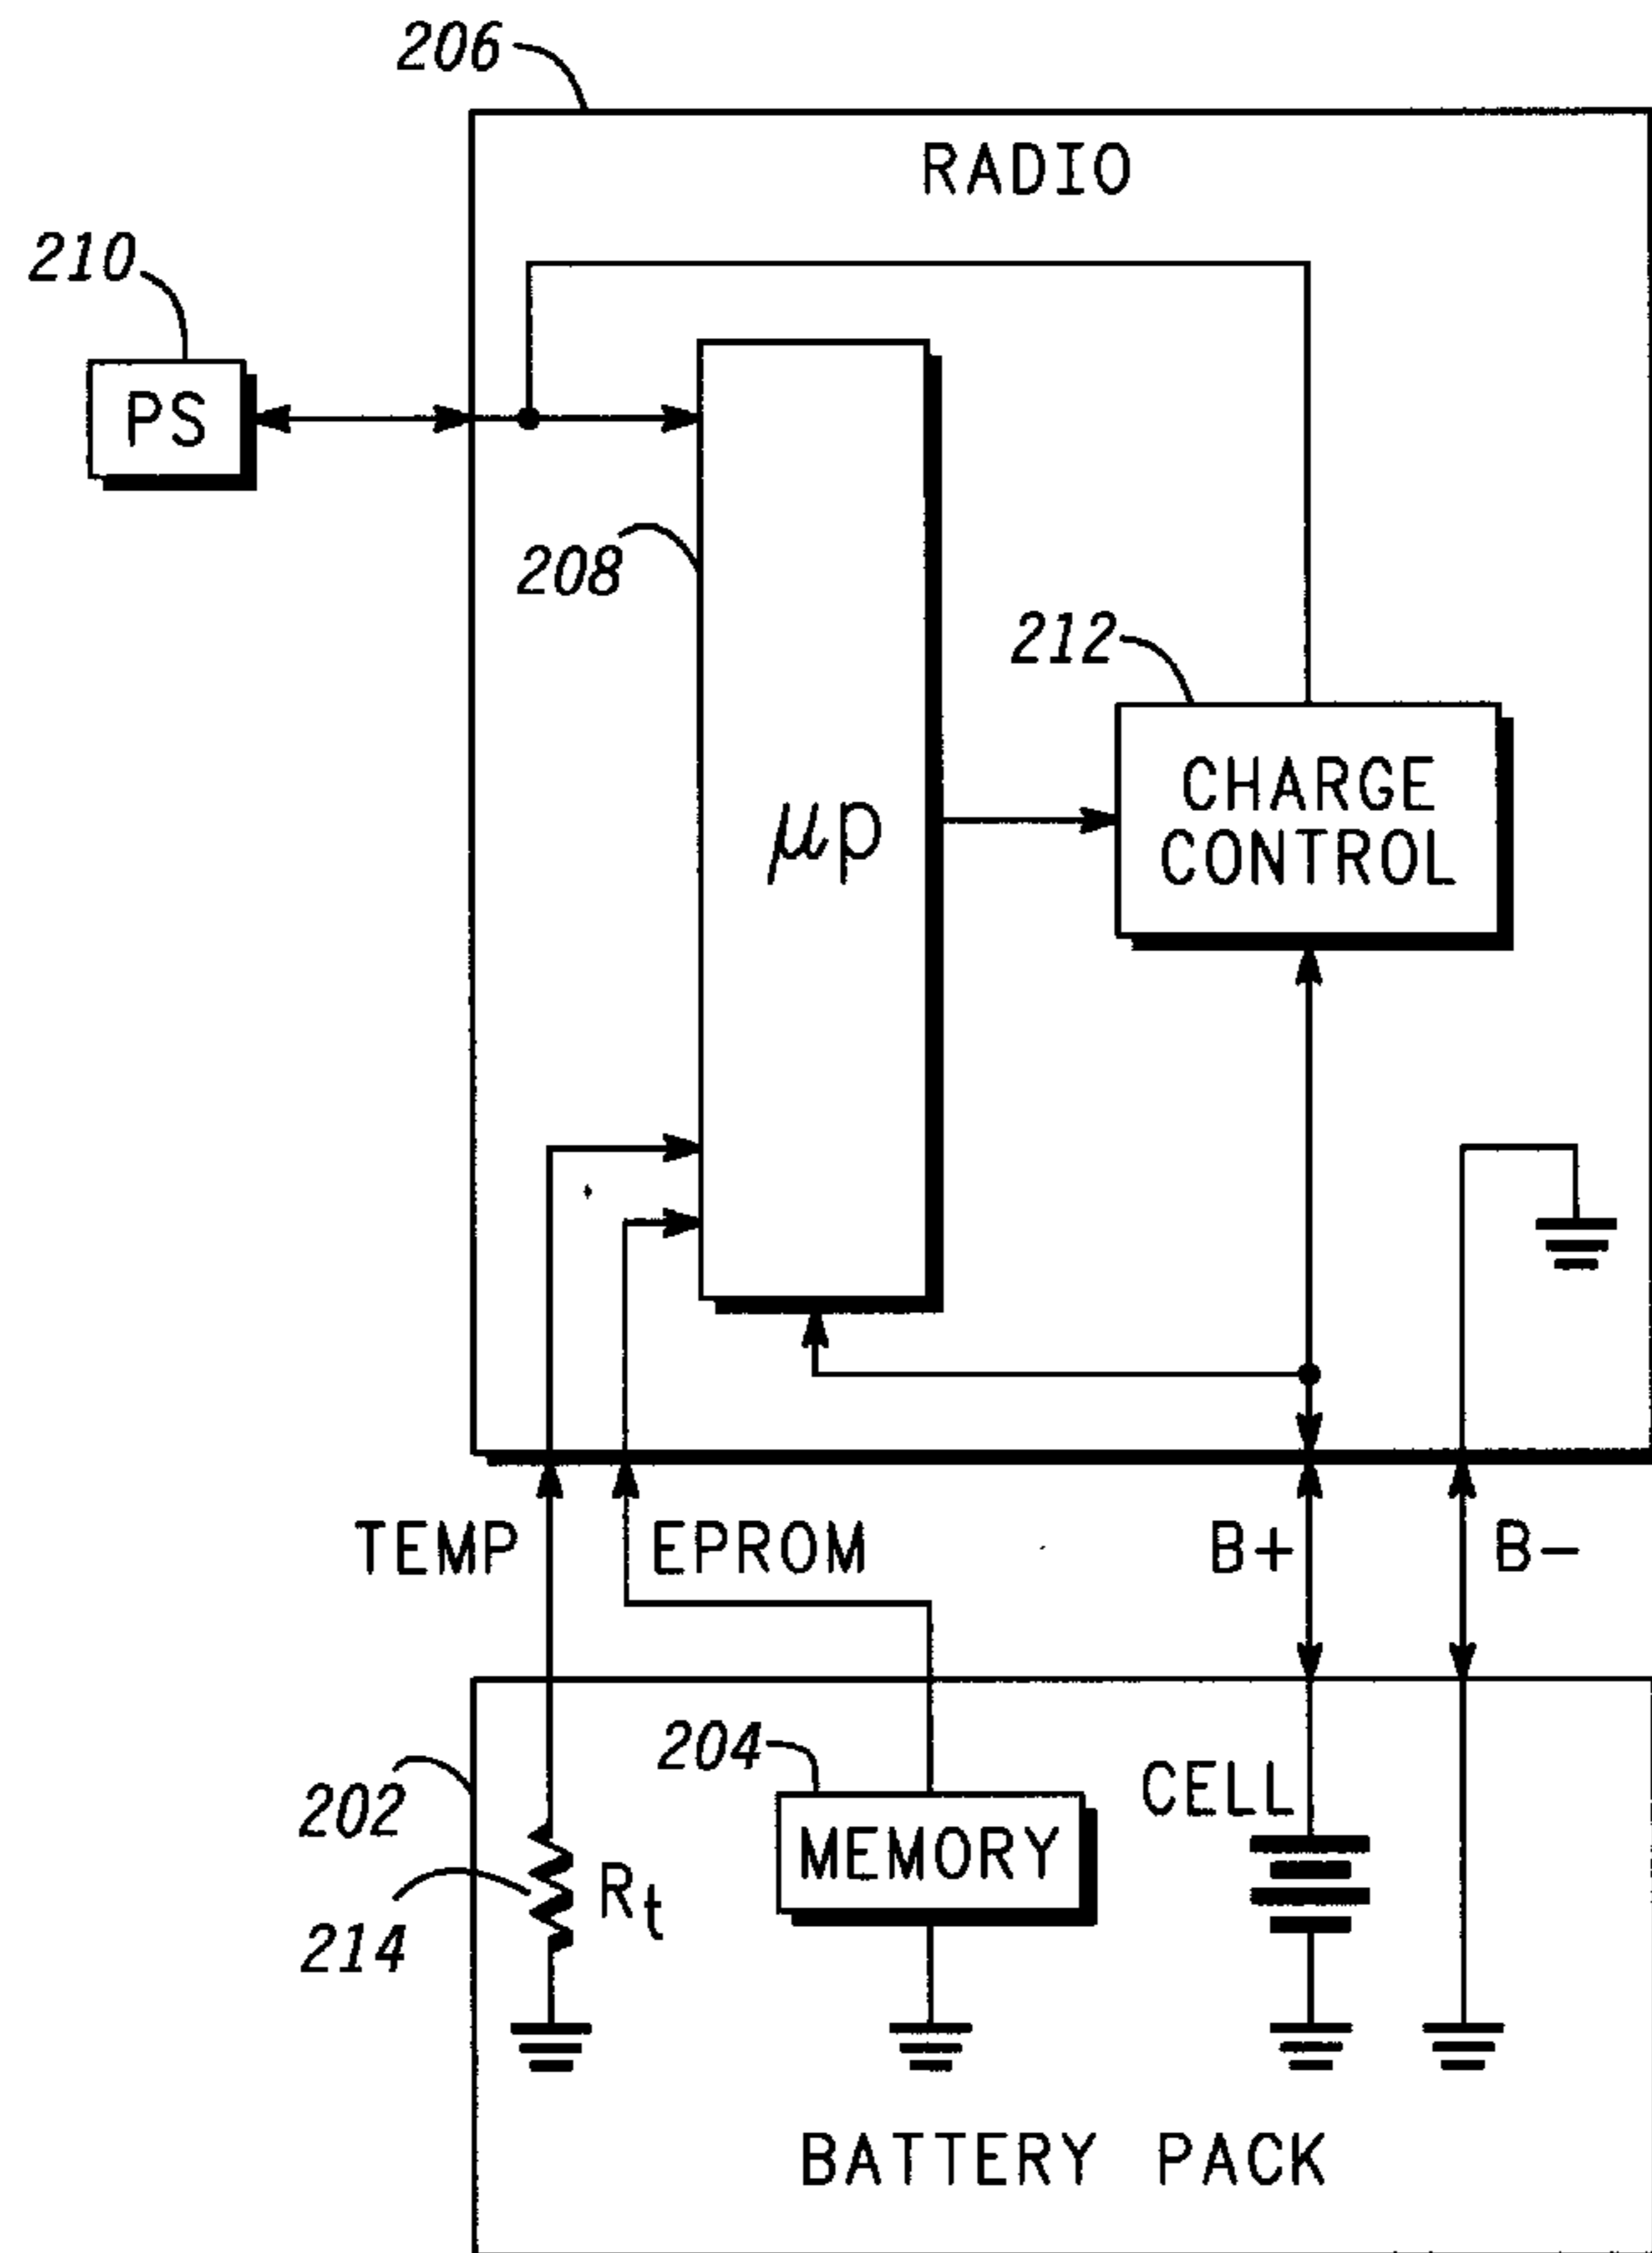 206
RADIO
210
PS
208
212
CHARGE
CONTROL
μp
TEMP
EPROM
B+
B-
204
CELL
202
MEMORY
Rt
214
BATTERY PACK